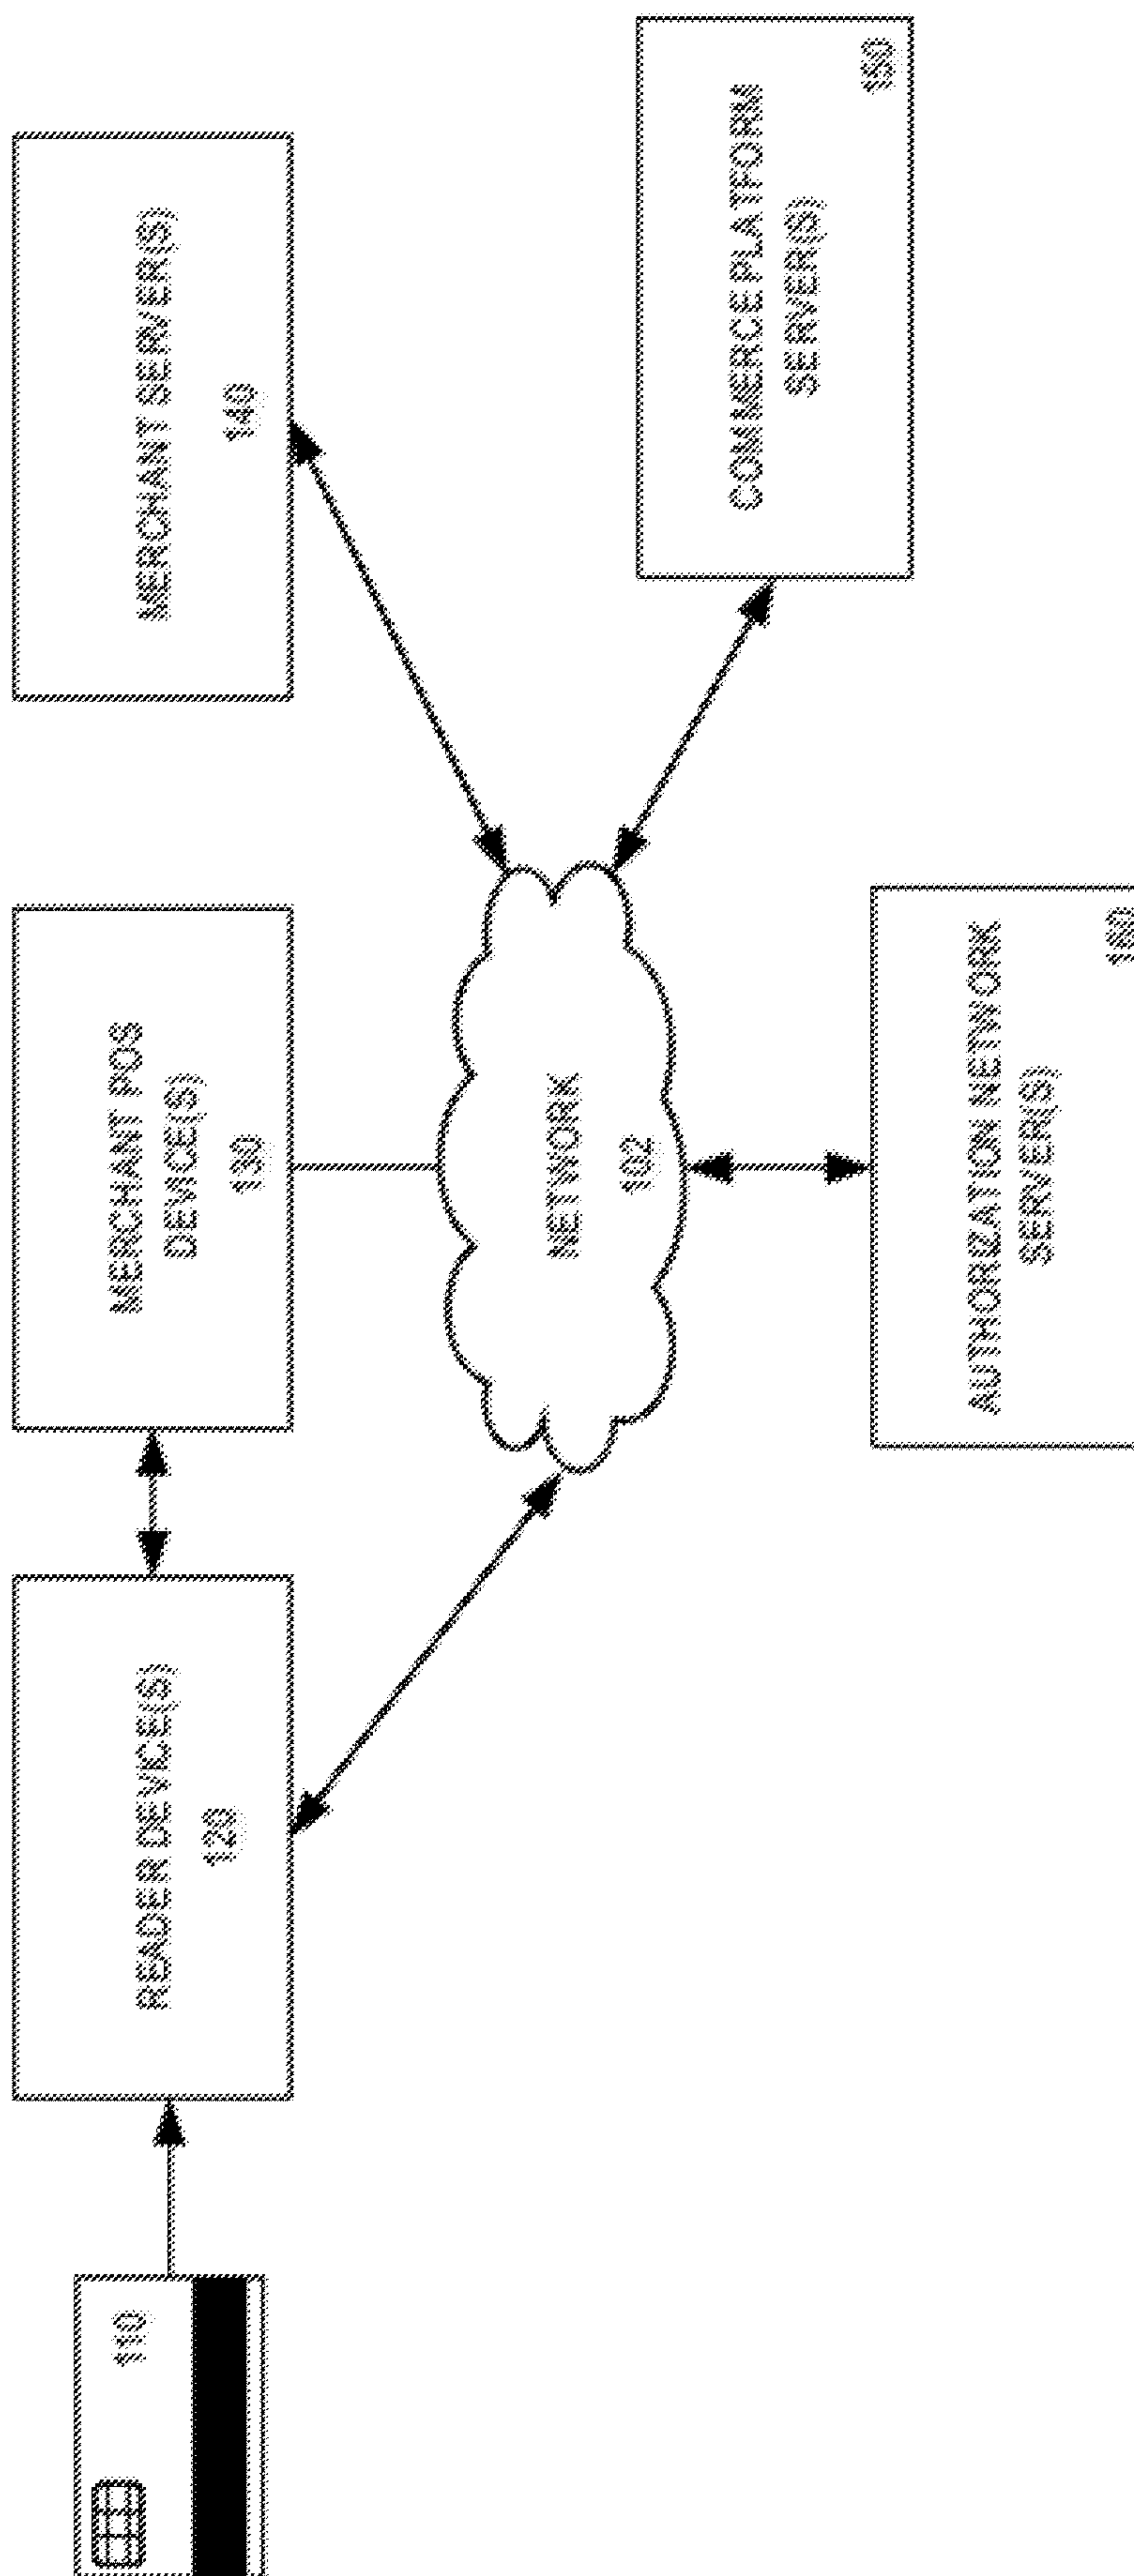 110
READER DEVICE(S)
120
MERCHANT POS
DEVICE(S)
130
MERCHANT SERVER(S)
140
NETWORK
102
COMMERCE PLATFORM
SERVER(S)
150
AUTHORIZATION NETWORK
SERVER(S)
160